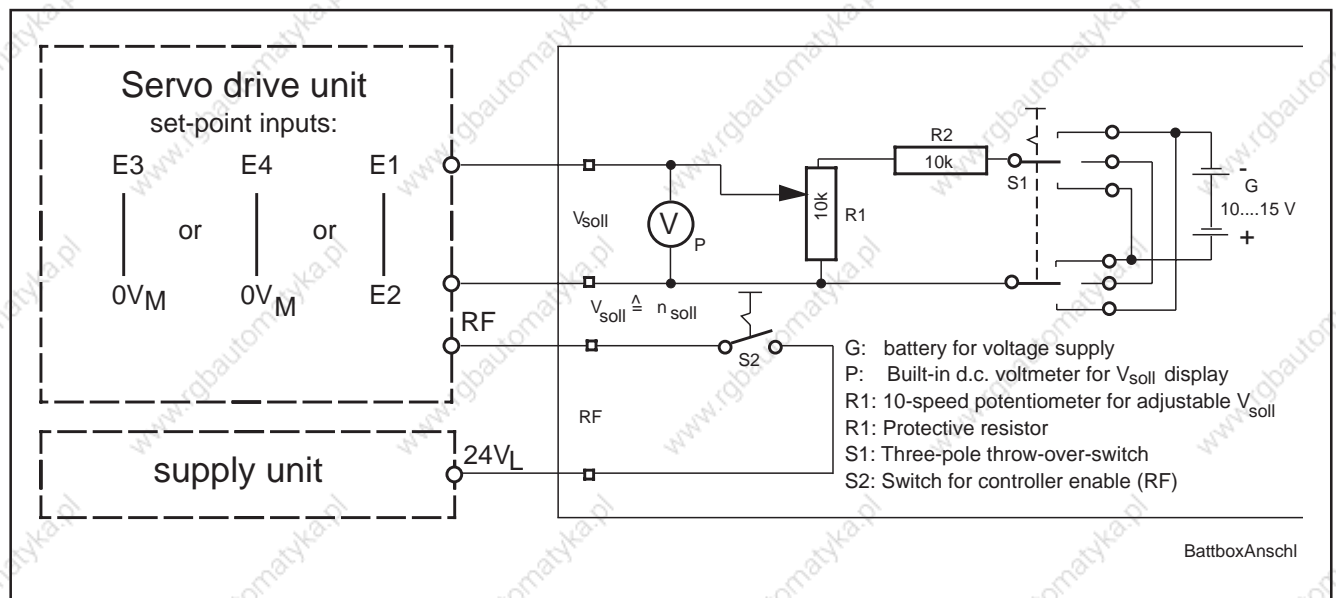 Servo drive unit
set-point inputs:
E3 E4 E1
or or
0VM 0VM E2
RF
supply unit
24VL
Vsoll
V
P
Vsoll ≙ nsoll
10k
R1
R2
10k
S1
-
G
10....15 V
+
S2
RF
G: battery for voltage supply
P: Built-in d.c. voltmeter for Vsoll display
R1: 10-speed potentiometer for adjustable Vsoll
R1: Protective resistor
S1: Three-pole throw-over-switch
S2: Switch for controller enable (RF)
BattboxAnschl
www.rgbautomatyka.pl